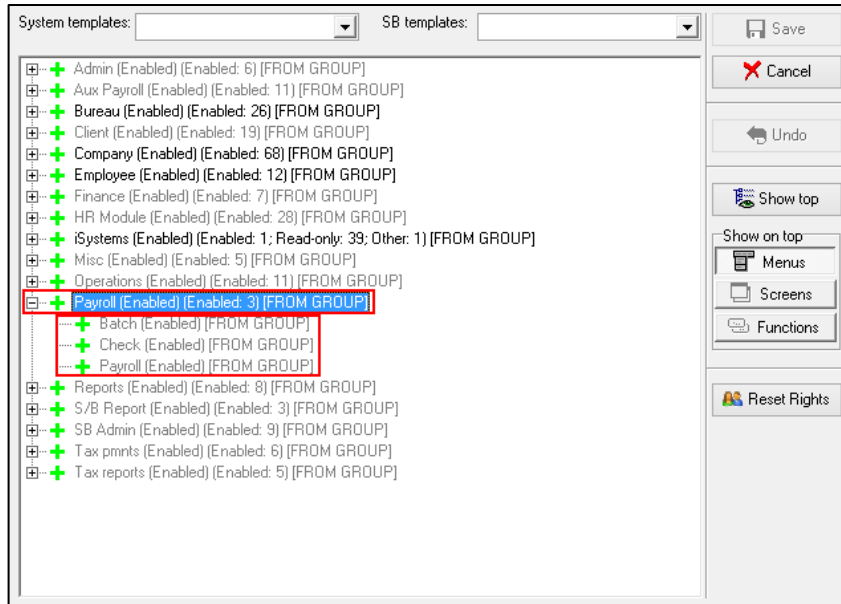 System templates:
SB templates:
Save
Cancel
Undo
Show top
Show on top
Menus
Screens
Functions
Reset Rights
Admin (Enabled) (Enabled: 6) [FROM GROUP]
Aux Payroll (Enabled) (Enabled: 11) [FROM GROUP]
Bureau (Enabled) (Enabled: 26) [FROM GROUP]
Client (Enabled) (Enabled: 19) [FROM GROUP]
Company (Enabled) (Enabled: 68) [FROM GROUP]
Employee (Enabled) (Enabled: 12) [FROM GROUP]
Finance (Enabled) (Enabled: 7) [FROM GROUP]
HR Module (Enabled) (Enabled: 28) [FROM GROUP]
iSystems (Enabled) (Enabled: 1; Read-only: 39; Other: 1) [FROM GROUP]
Misc (Enabled) (Enabled: 5) [FROM GROUP]
Operations (Enabled) (Enabled: 11) [FROM GROUP]
Payroll (Enabled) (Enabled: 3) [FROM GROUP]
Batch (Enabled) [FROM GROUP]
Check (Enabled) [FROM GROUP]
Payroll (Enabled) [FROM GROUP]
Reports (Enabled) (Enabled: 8) [FROM GROUP]
S/B Report (Enabled) (Enabled: 3) [FROM GROUP]
SB Admin (Enabled) (Enabled: 9) [FROM GROUP]
Tax pmnts (Enabled) (Enabled: 6) [FROM GROUP]
Tax reports (Enabled) (Enabled: 5) [FROM GROUP]